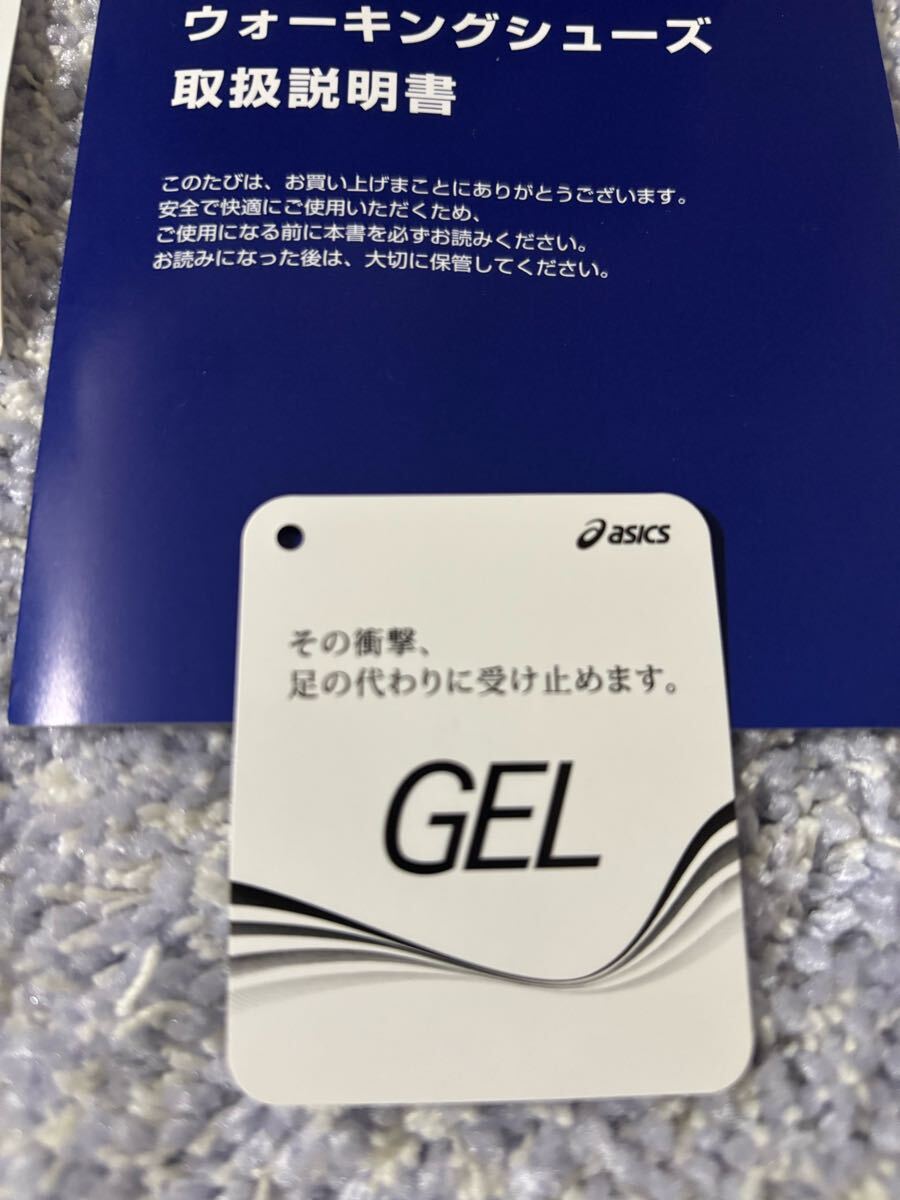 ウォーキングシューズ
取扱説明書
このたびは、お買い上げまことにありがとうございます。
安全で快適にご使用いただくため、
ご使用になる前に本書を必ずお読みください。
お読みになった後は、大切に保管してください。
asics
その衝撃、
足の代わりに受け止めます。
GEL